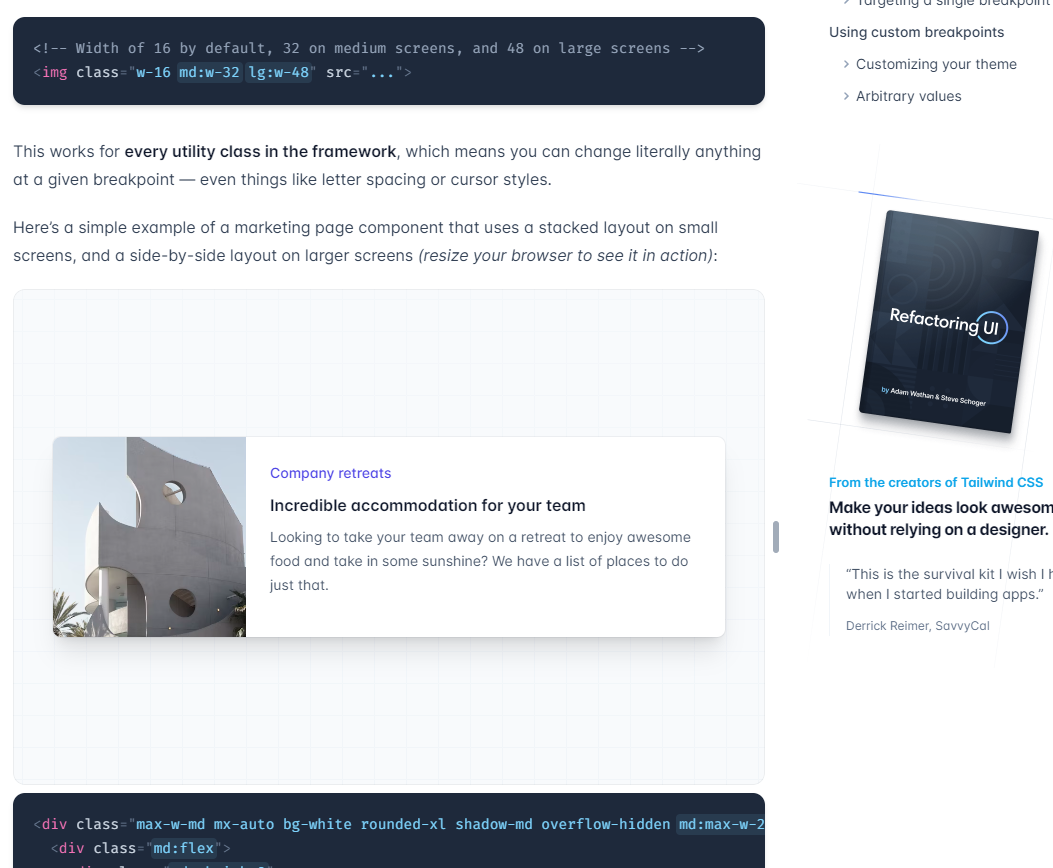 <!-- Width of 16 by default, 32 on medium screens, and 48 on large screens -->
<img class="w-16 md:w-32 lg:w-48" src="...">
This works for every utility class in the framework, which means you can change literally anything
at a given breakpoint — even things like letter spacing or cursor styles.
Here’s a simple example of a marketing page component that uses a stacked layout on small
screens, and a side-by-side layout on larger screens (resize your browser to see it in action):
Company retreats
Incredible accommodation for your team
Looking to take your team away on a retreat to enjoy awesome
food and take in some sunshine? We have a list of places to do
just that.
<div class="max-w-md mx-auto bg-white rounded-xl shadow-md overflow-hidden md:max-w-2
<div class="md:flex">
Targeting a single breakpoint
Using custom breakpoints
Customizing your theme
Arbitrary values
Refactoring UI
by Adam Wathan & Steve Schoger
From the creators of Tailwind CSS
Make your ideas look awesom
without relying on a designer.
“This is the survival kit I wish I h
when I started building apps.”
Derrick Reimer, SavvyCal